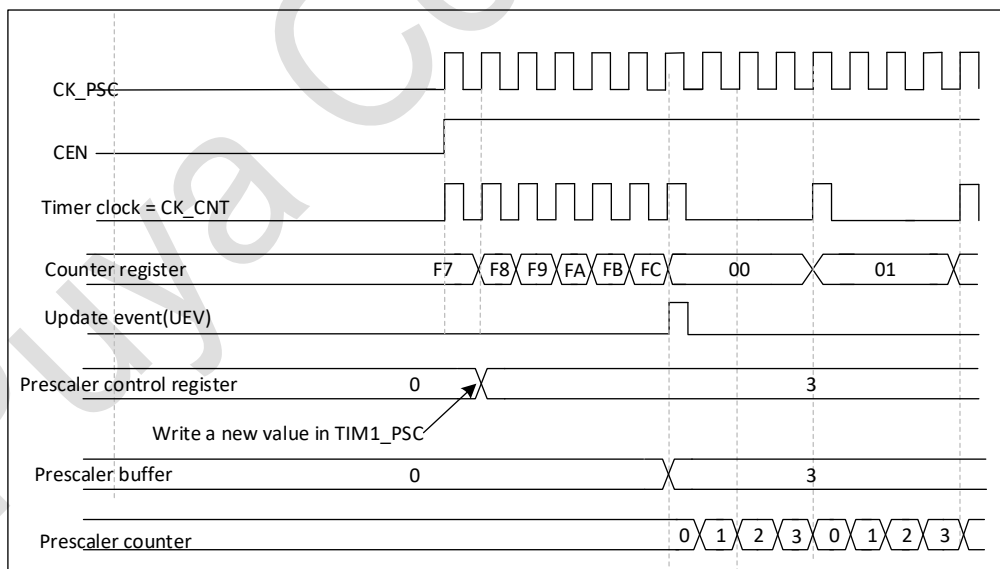 CK_PSC
CEN
Timer clock = CK_CNT
Counter register F7 F8 F9 FA FB FC 00 01
Update event(UEV)
Prescaler control register 0 3
Write a new value in TIM1_PSC
Prescaler buffer 0 3
Prescaler counter 0 1 2 3 0 1 2 3